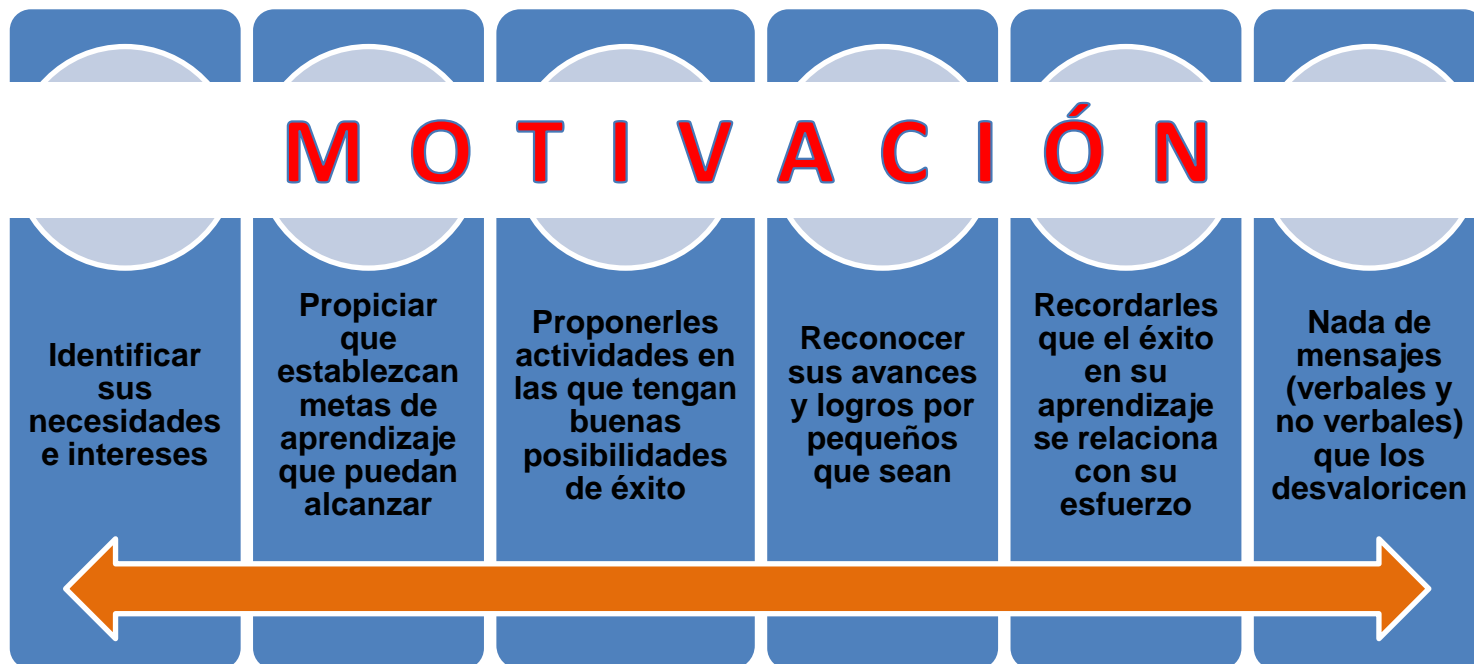 M O T I V A C I Ó N
Identificar
sus
necesidades
e intereses
Propiciar
que
establezcan
metas de
aprendizaje
que puedan
alcanzar
Proponerles
actividades en
las que tengan
buenas
posibilidades
de éxito
Reconocer
sus avances
y logros por
pequeños
que sean
Recordarles
que el éxito
en su
aprendizaje
se relaciona
con su
esfuerzo
Nada de
mensajes
(verbales y
no verbales)
que los
desvaloricen